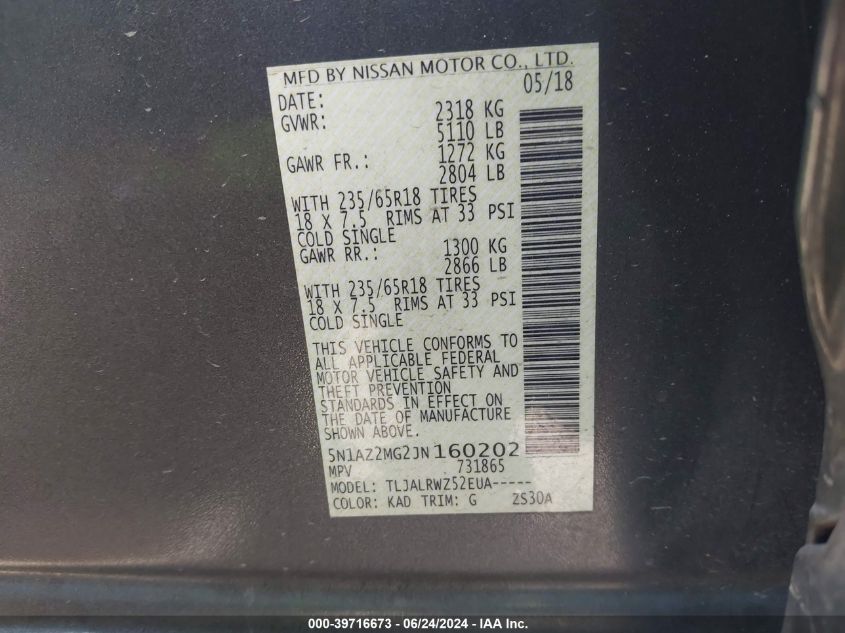 MFD BY NISSAN MOTOR CO., LTD.
DATE: 05/18
GVWR: 2318 KG
5110 LB
GAWR FR.: 1272 KG
2804 LB
WITH 235/65R18 TIRES
18 X 7.5 RIMS AT 33 PSI
COLD SINGLE
GAWR RR.: 1300 KG
2866 LB
WITH 235/65R18 TIRES
18 X 7.5 RIMS AT 33 PSI
COLD SINGLE
THIS VEHICLE CONFORMS TO
ALL APPLICABLE FEDERAL
MOTOR VEHICLE SAFETY AND
THEFT PREVENTION
STANDARDS IN EFFECT ON
THE DATE OF MANUFACTURE
SHOWN ABOVE.
5N1AZ2MG2JN160202
MPV 731865
MODEL: TLJALRWZ52EUA-----
COLOR: KAD TRIM: G ZS30A
000-39716673 - 06/24/2024 - IAA Inc.